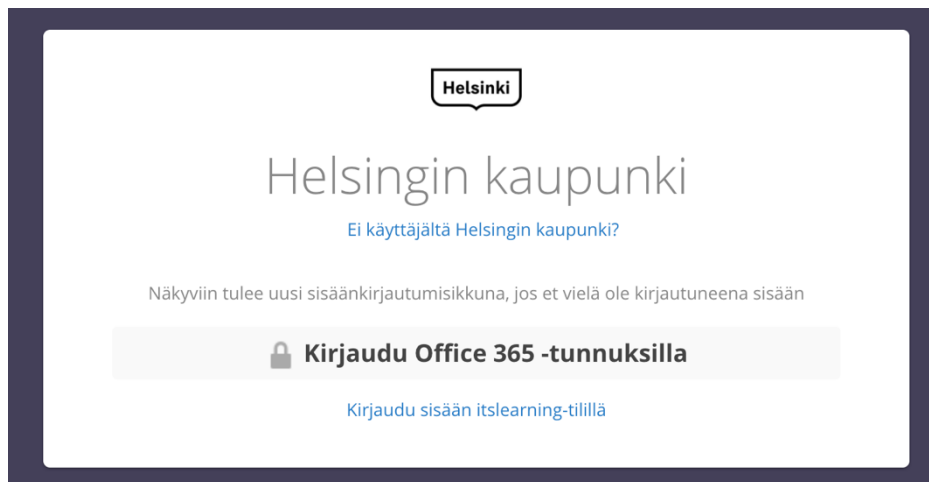 Helsinki
Helsingin kaupunki
Ei käyttäjältä Helsingin kaupunki?
Näkyviin tulee uusi sisäänkirjautumisikkuna, jos et vielä ole kirjautuneena sisään
Kirjaudu Office 365 -tunnuksilla
Kirjaudu sisään itslearning-tilillä